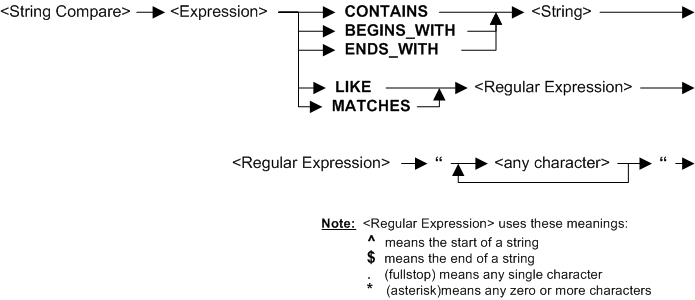 <String Compare> <Expression> CONTAINS <String>
BEGINS_WITH
ENDS_WITH
LIKE <Regular Expression>
MATCHES
<Regular Expression> “ <any character> “
Note: <Regular Expression> uses these meanings:
^ means the start of a string
$ means the end of a string
. (fullstop) means any single character
* (asterisk)means any zero or more characters